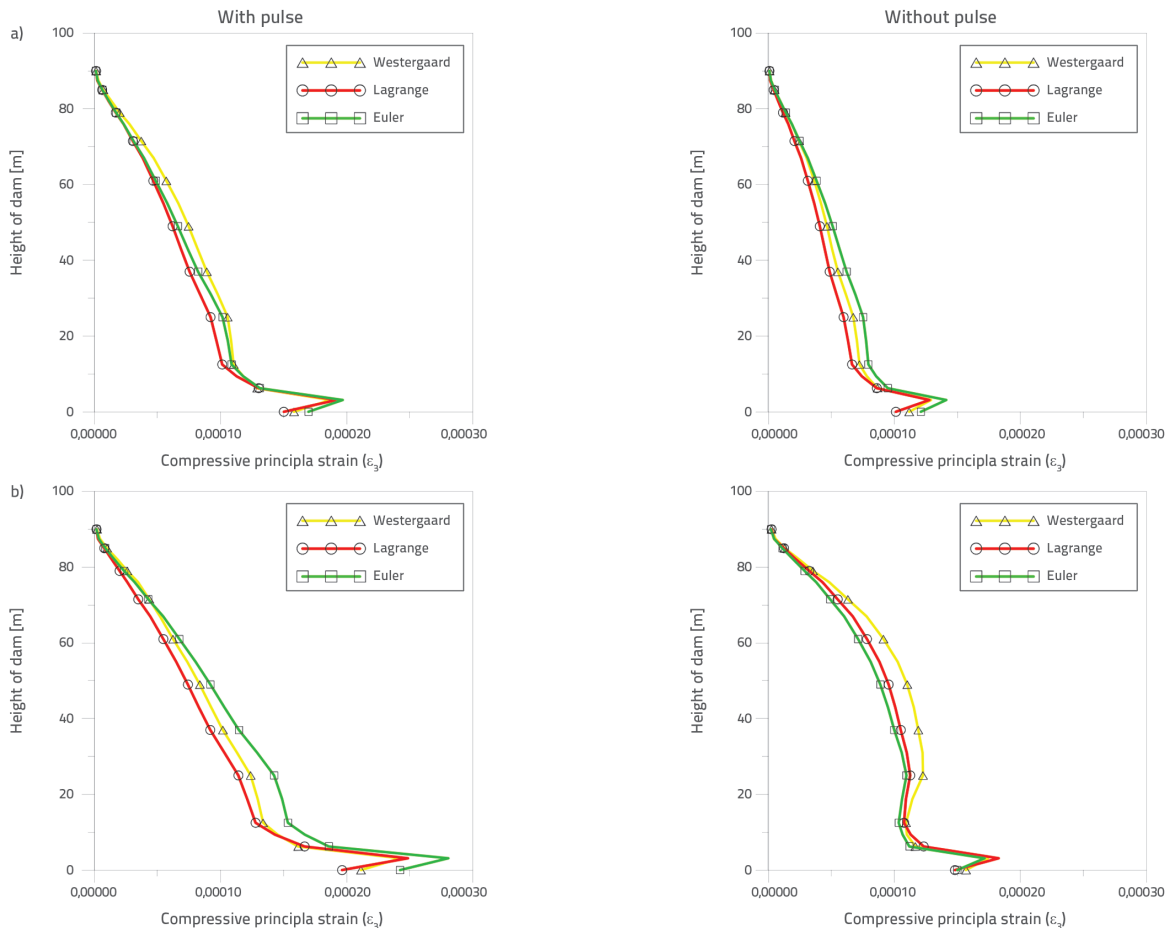 With pulse
Without pulse
a)
Height of dam [m]
100
80
60
40
20
0
Westergaard
Lagrange
Euler
0,00000
0,00010
0,00020
0,00030
Compressive principla strain (ε₃)
Height of dam [m]
100
80
60
40
20
0
Westergaard
Lagrange
Euler
0,00000
0,00010
0,00020
0,00030
Compressive principla strain (ε₃)
b)
Height of dam [m]
100
80
60
40
20
0
Westergaard
Lagrange
Euler
0,00000
0,00010
0,00020
0,00030
Compressive principla strain (ε₃)
Height of dam [m]
100
80
60
40
20
0
Westergaard
Lagrange
Euler
0,00000
0,00010
0,00020
0,00030
Compressive principla strain (ε₃)